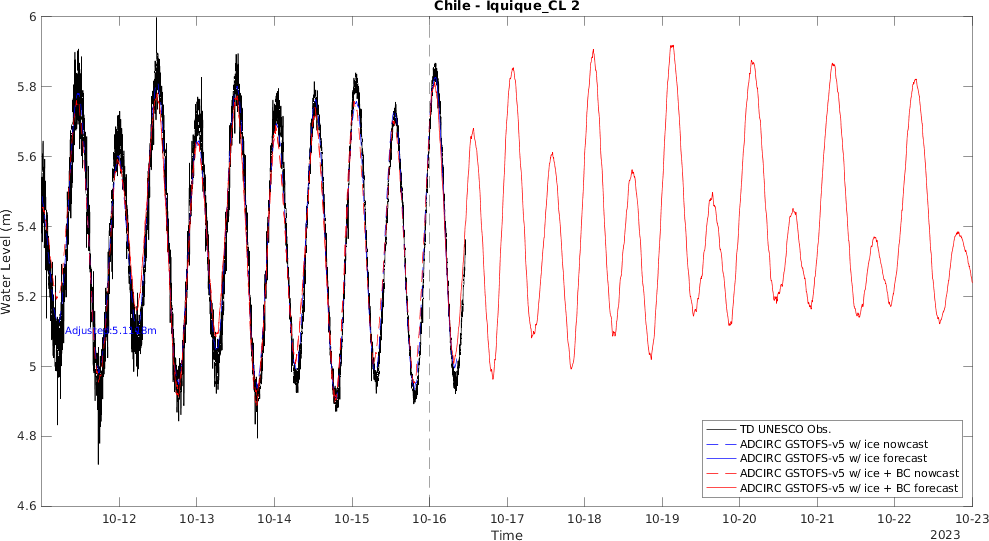 Chile - Iquique_CL 2
Water Level (m)
6
5.8
5.6
5.4
5.2
5
4.8
4.6
TD UNESCO Obs.
ADCIRC GSTOFS-v5 w/ ice nowcast
ADCIRC GSTOFS-v5 w/ ice forecast
ADCIRC GSTOFS-v5 w/ ice + BC nowcast
ADCIRC GSTOFS-v5 w/ ice + BC forecast
10-12 10-13 10-14 10-15 10-16 10-17 10-18 10-19 10-20 10-21 10-22 10-23
Time
2023